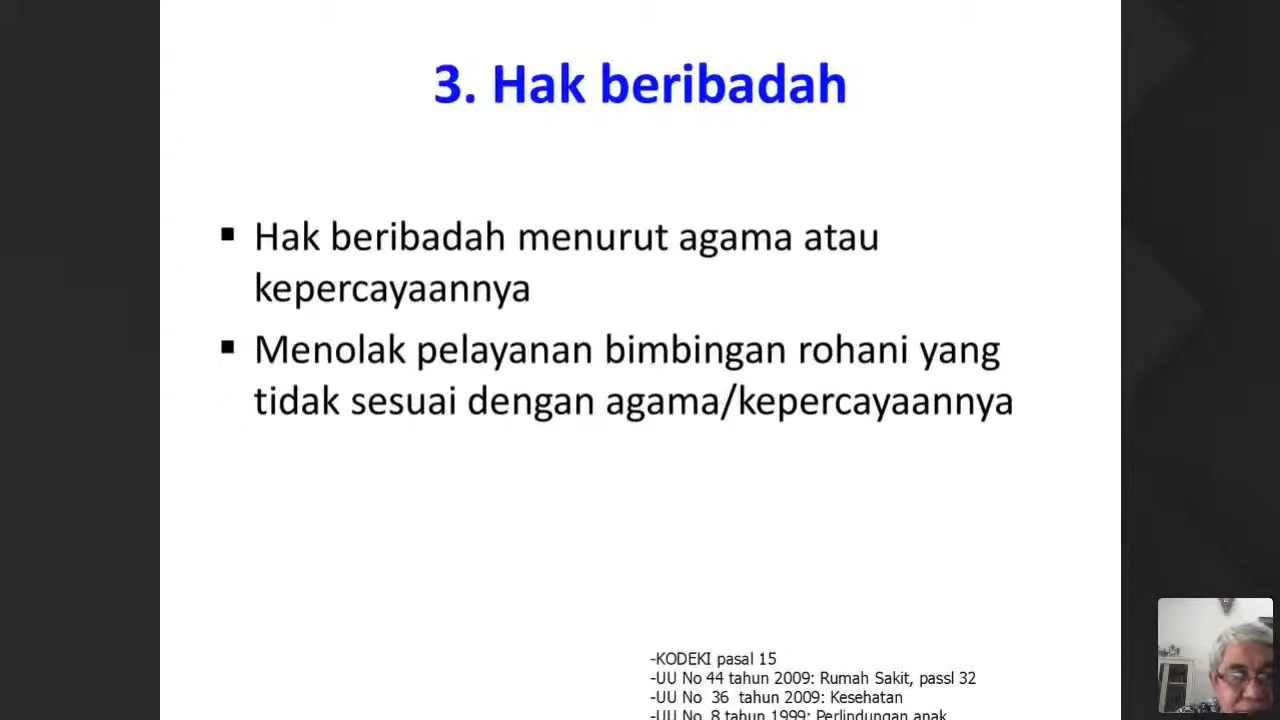 3. Hak beribadah
▪ Hak beribadah menurut agama atau
kepercayaannya
▪ Menolak pelayanan bimbingan rohani yang
tidak sesuai dengan agama/kepercayaannya
-KODEKI pasal 15
-UU No 44 tahun 2009: Rumah Sakit, passl 32
-UU No 36 tahun 2009: Kesehatan
-UU No 8 tahun 1999: Perlindungan anak